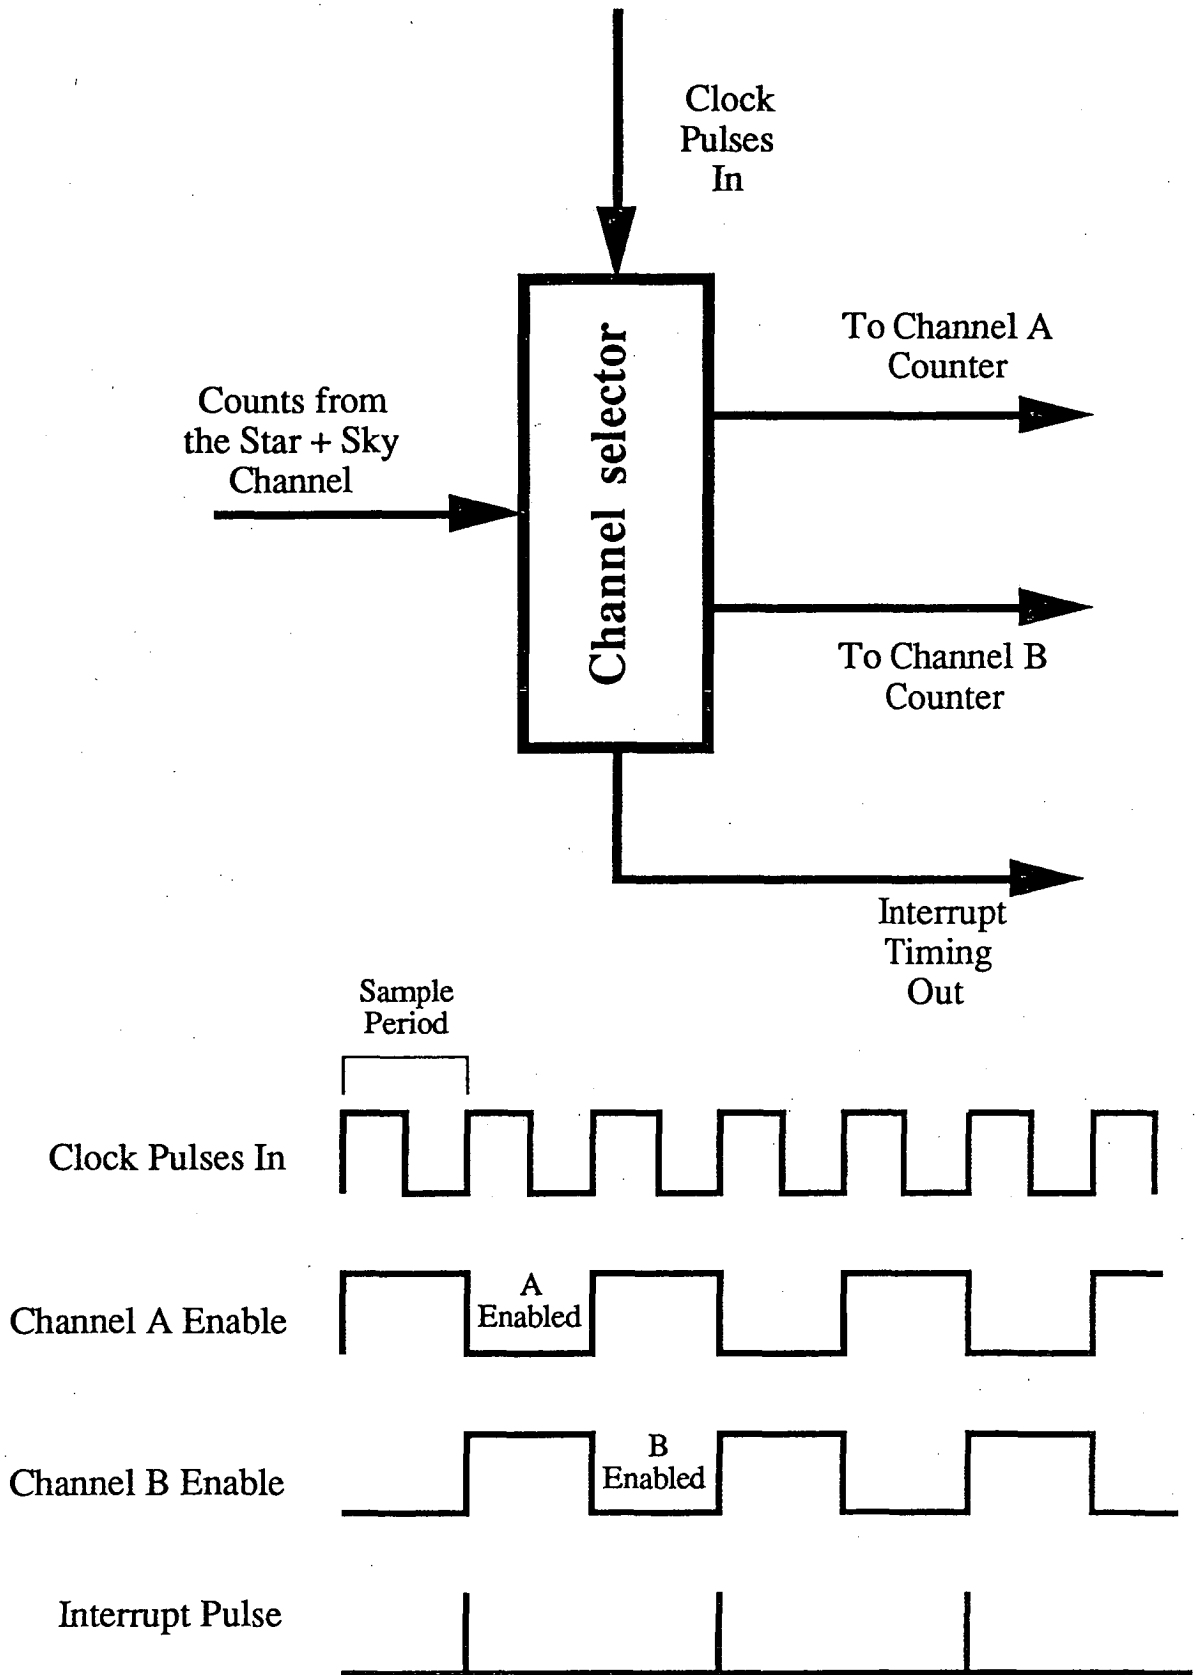 Clock
Pulses
In
To Channel A
Counter
Counts from
the Star + Sky
Channel
Channel selector
To Channel B
Counter
Interrupt
Timing
Out
Sample
Period
Clock Pulses In
A
Enabled
Channel A Enable
B
Enabled
Channel B Enable
Interrupt Pulse